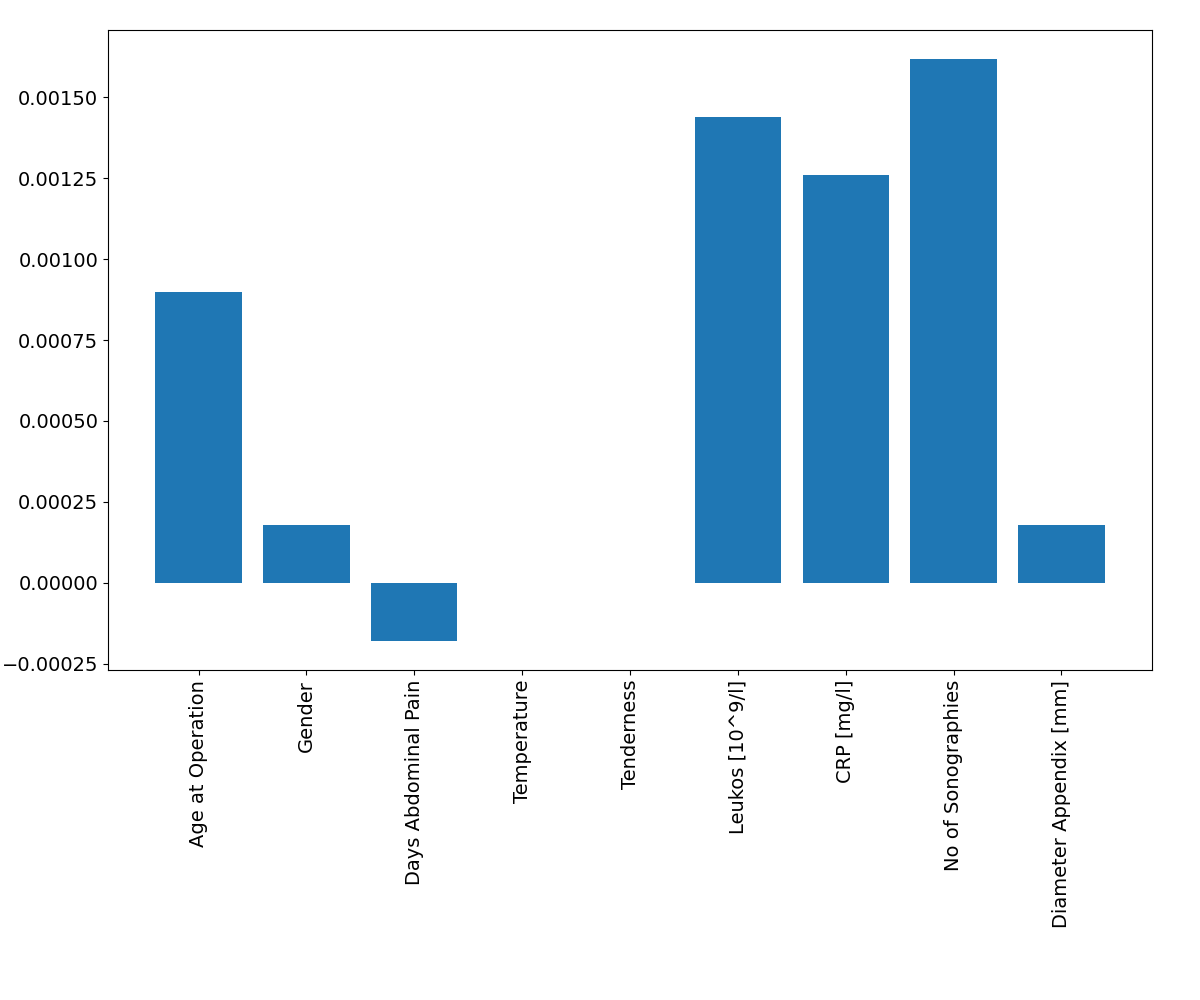 0.00150
0.00125
0.00100
0.00075
0.00050
0.00025
0.00000
−0.00025
Age at Operation
Gender
Days Abdominal Pain
Temperature
Tenderness
Leukos [10^9/l]
CRP [mg/l]
No of Sonographies
Diameter Appendix [mm]